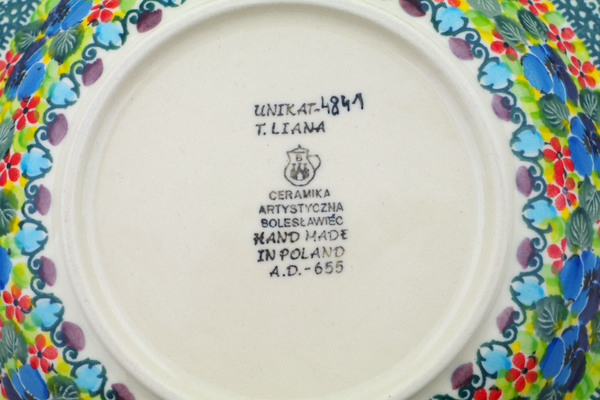 UNIKAT-4841
T. LIANA
B
CERAMIKA
ARTYSTYCZNA
BOLESŁAWIEC
HAND MADE
IN POLAND
A.D.-655